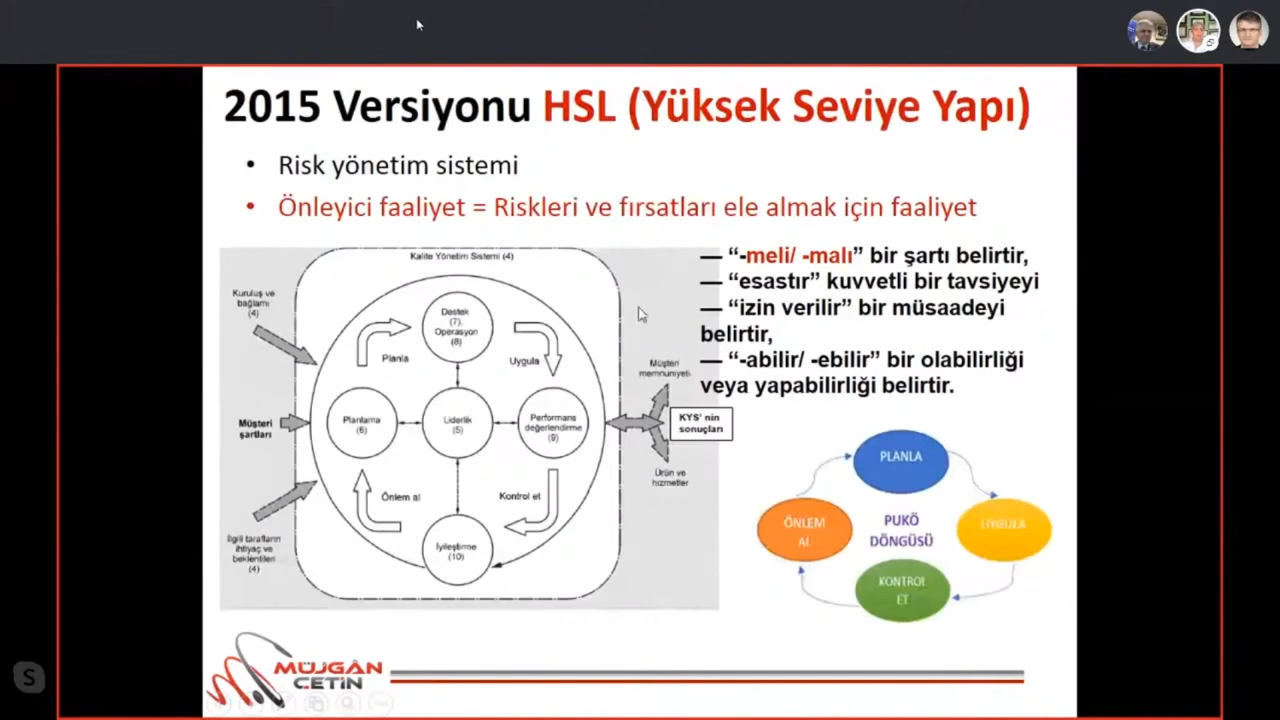 2015 Versiyonu HSL (Yüksek Seviye Yapı)
• Risk yönetim sistemi
• Önleyici faaliyet = Riskleri ve fırsatları ele almak için faaliyet
Kalite Yönetim Sistemi (4)
Kuruluş ve
bağlamı
(4)
Destek
(7),
Operasyon
(8)
Planla
Uygula
Müşteri
şartları
Planlama
(6)
Liderlik
(5)
Performans
değerlendirme
(9)
Müşteri
memnuniyeti
KYS' nin
sonuçları
Ürün ve
hizmetler
Önlem al
Kontrol et
İyileştirme
(10)
İlgili tarafların
ihtiyaç ve
beklentileri
(4)
— “-meli/ -malı” bir şartı belirtir,
— “esastır” kuvvetli bir tavsiyeyi
— “izin verilir” bir müsaadeyi
belirtir,
— “-abilir/ -ebilir” bir olabilirliği
veya yapabilirliği belirtir.
PLANLA
UYGULA
KONTROL
ET
ÖNLEM
AL
PUKÖ
DÖNGÜSÜ
MÜJGÂN
ÇETİN
S